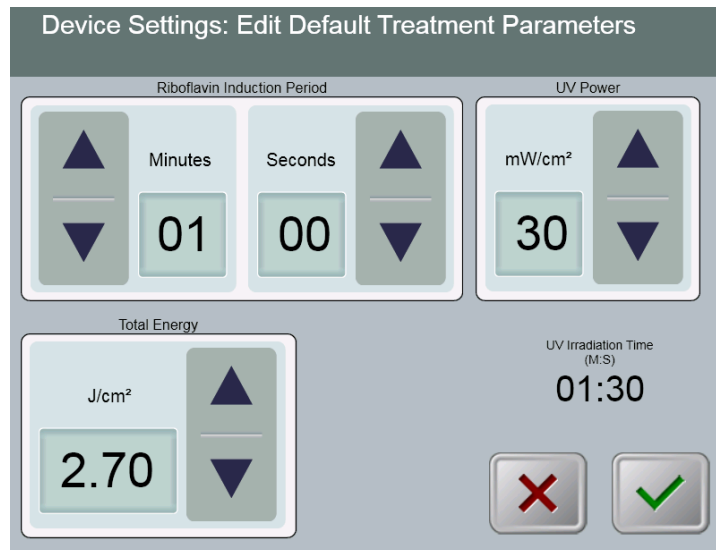 Device Settings: Edit Default Treatment Parameters
Riboflavin Induction Period
Minutes
Seconds
01
00
UV Power
mW/cm²
30
Total Energy
J/cm²
2.70
UV Irradiation Time
(M:S)
01:30